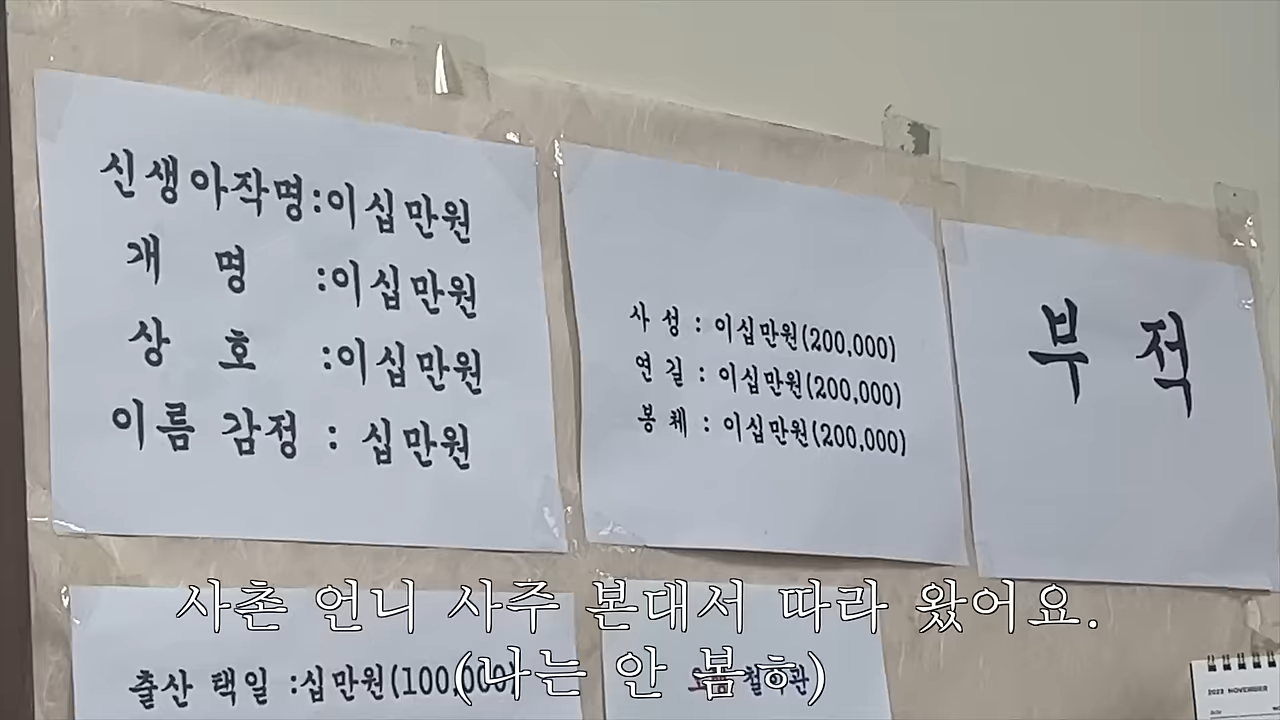 신생아작명:이십만원
개 명 :이십만원
상 호 :이십만원
이름 감정 : 십만원
사 성 : 이십만원(200,000)
연 길 : 이십만원(200,000)
봉 체 : 이십만원(200,000)
부 적
출산 택일 :십만원(100,000)
철 관
2023 NOVEMBER
사촌 언니 사주 본대서 따라 왔어요.
(나는 안 봄ㅎ)